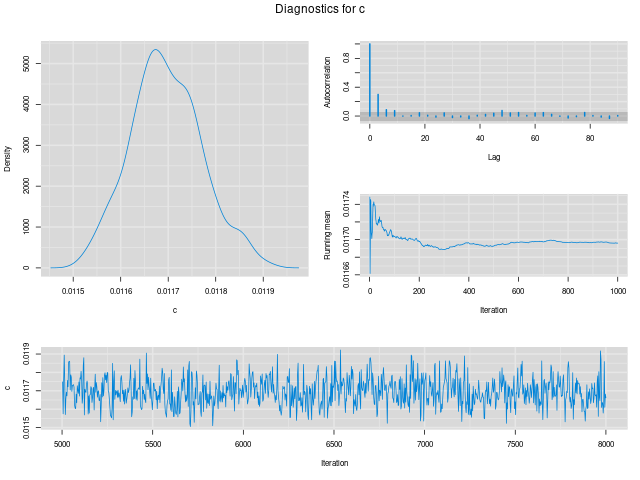 Diagnostics for c
Density
5000
4000
3000
2000
1000
0
0.0115 0.0116 0.0117 0.0118 0.0119
c
Autocorrelation
0.8
0.4
0.0
0 20 40 60 80
Lag
Running mean
0.01174
0.01170
0.01166
0 200 400 600 800 1000
Iteration
c
0.0119
0.0117
0.0115
5000 5500 6000 6500 7000 7500 8000
Iteration